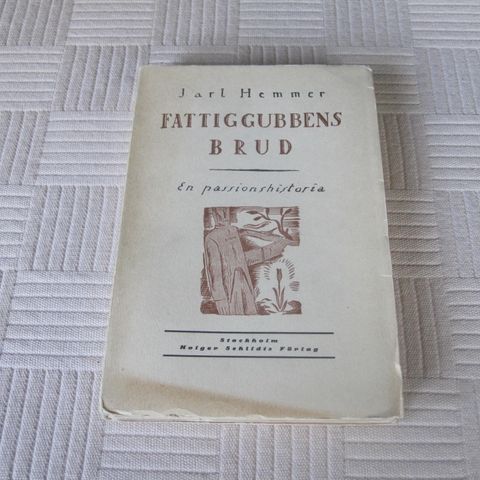 Jarl Hemmer
FATTIGGUBBENS
BRUD
En passionshistoria
Stockholm
Holger Schildts Förlag